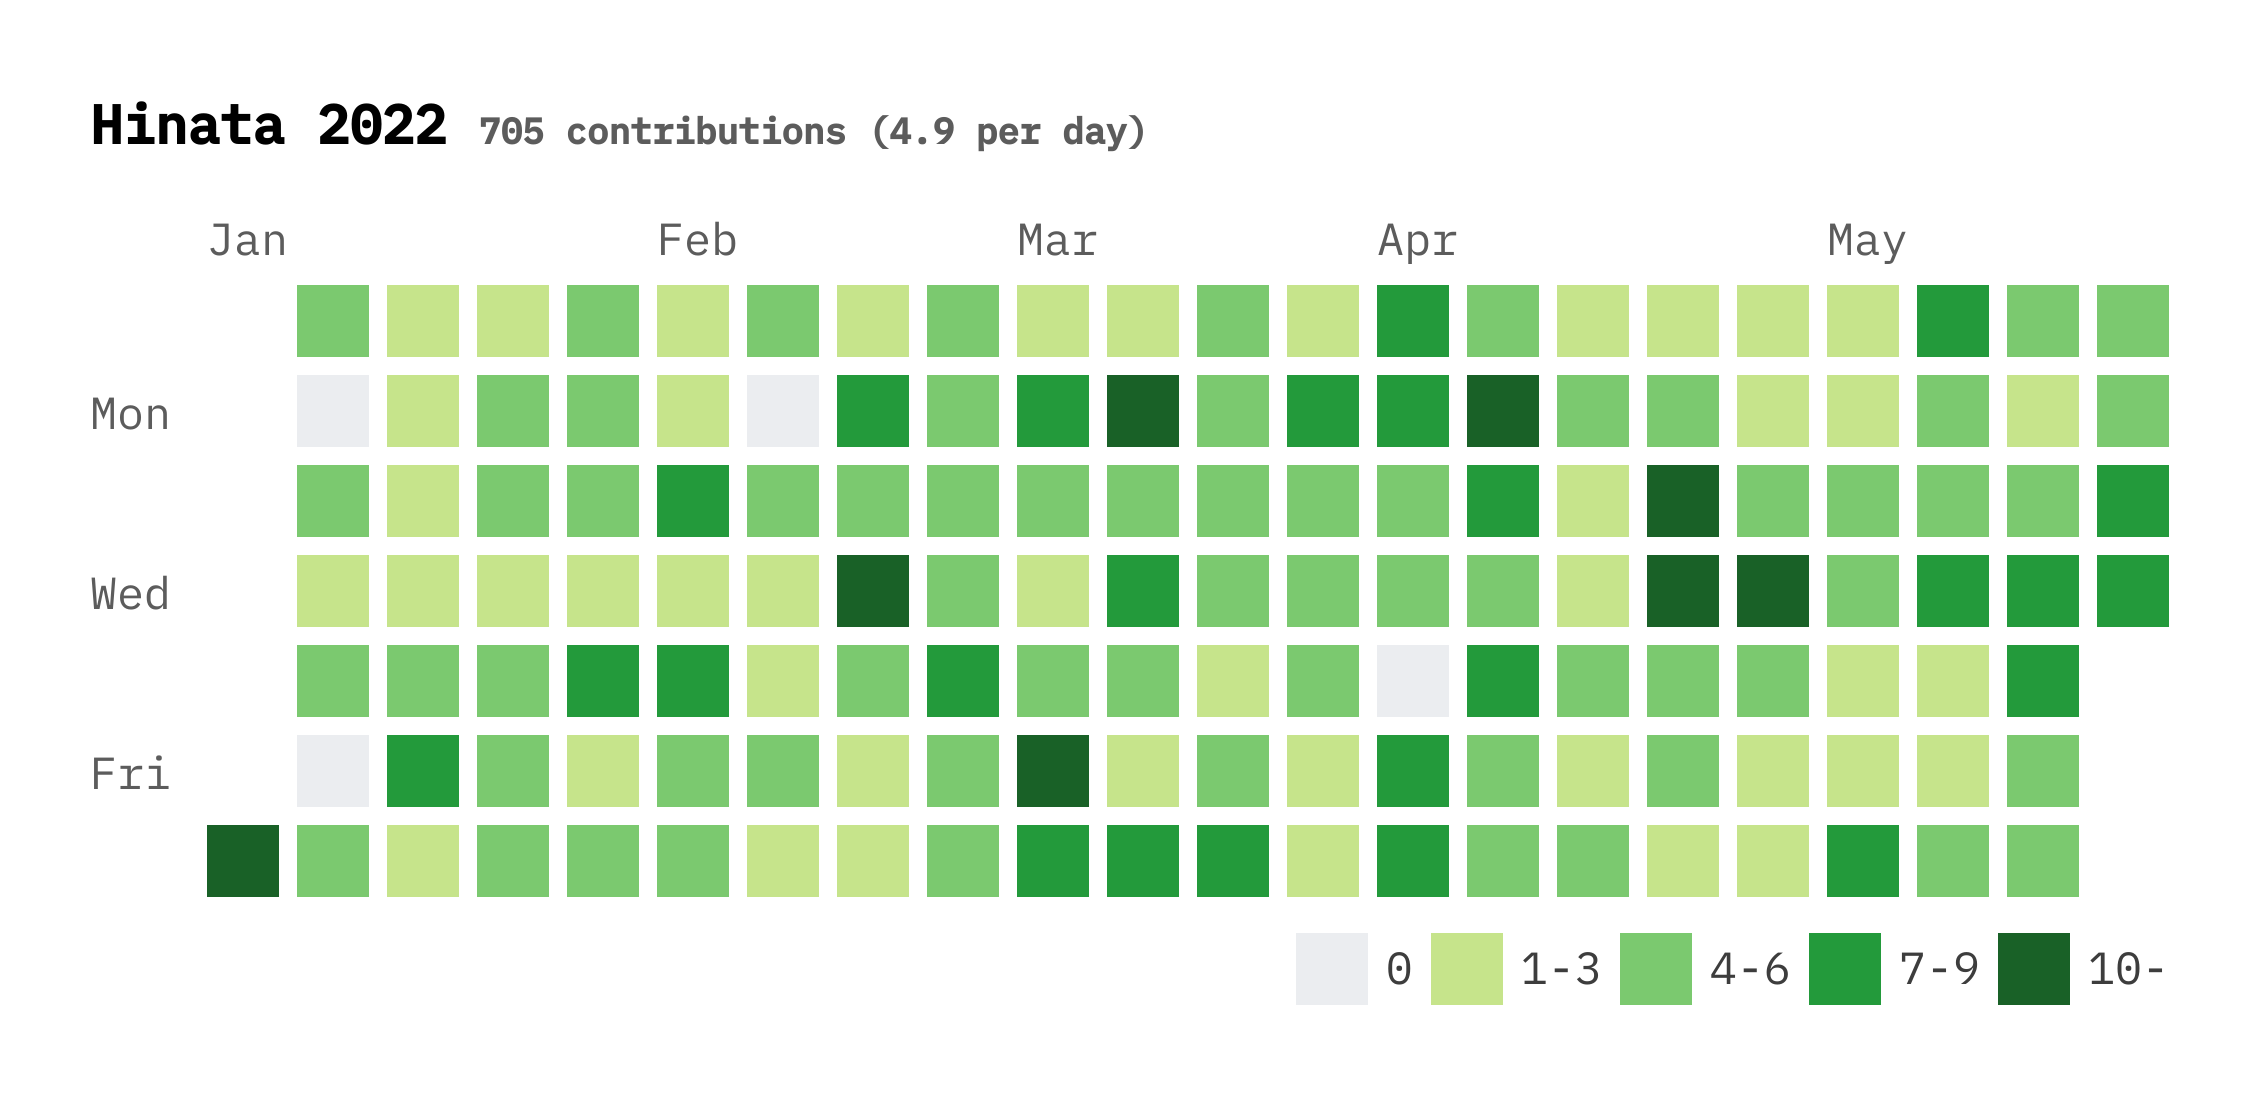 Hinata 2022 705 contributions (4.9 per day)
Jan Feb Mar Apr May
Mon
Wed
Fri
0 1-3 4-6 7-9 10-